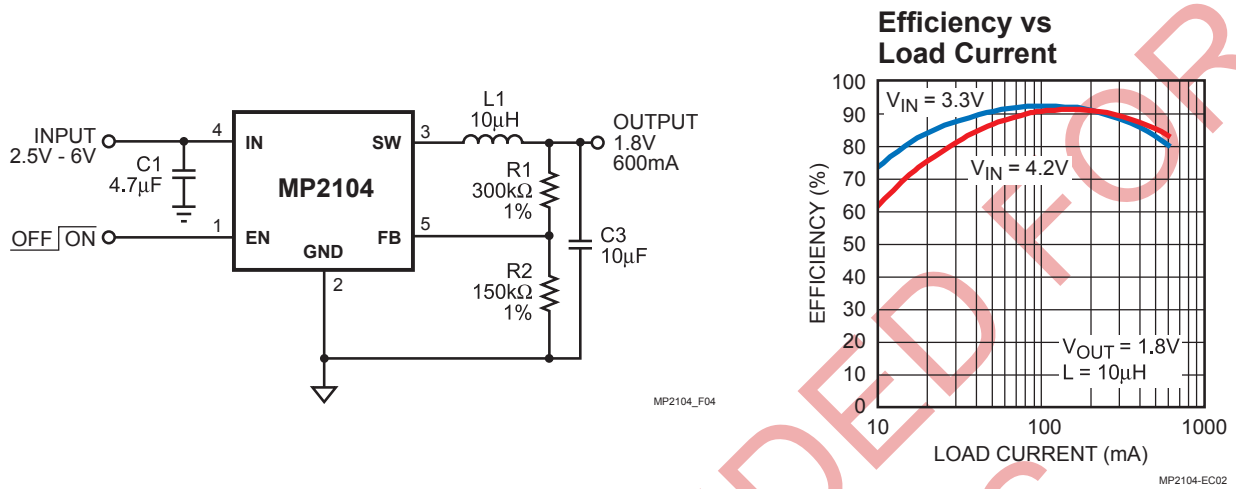 INPUT
2.5V - 6V
C1
4.7µF
OFF ON
4
IN
1
EN
MP2104
GND
2
SW
3
FB
5
L1
10µH
OUTPUT
1.8V
600mA
R1
300kΩ
1%
R2
150kΩ
1%
C3
10µF
MP2104_F04
Efficiency vs
Load Current
EFFICIENCY (%)
100
90
80
70
60
50
40
30
20
10
0
VIN = 3.3V
VIN = 4.2V
VOUT = 1.8V
L = 10µH
10
100
1000
LOAD CURRENT (mA)
MP2104-EC02
DED FOR